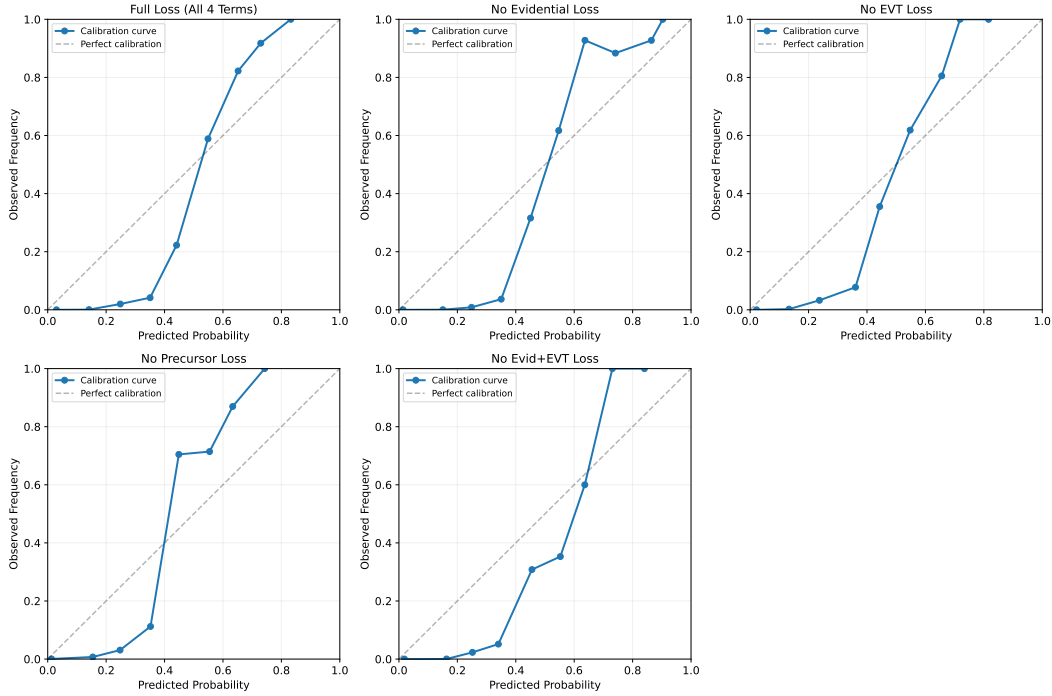 Full Loss (All 4 Terms)
1.0
0.8
0.6
0.4
0.2
0.0
Observed Frequency
Calibration curve
Perfect calibration
0.0 0.2 0.4 0.6 0.8 1.0
Predicted Probability
No Evidential Loss
1.0
0.8
0.6
0.4
0.2
0.0
Observed Frequency
Calibration curve
Perfect calibration
0.0 0.2 0.4 0.6 0.8 1.0
Predicted Probability
No EVT Loss
1.0
0.8
0.6
0.4
0.2
0.0
Observed Frequency
Calibration curve
Perfect calibration
0.0 0.2 0.4 0.6 0.8 1.0
Predicted Probability
No Precursor Loss
1.0
0.8
0.6
0.4
0.2
0.0
Observed Frequency
Calibration curve
Perfect calibration
0.0 0.2 0.4 0.6 0.8 1.0
Predicted Probability
No Evid+EVT Loss
1.0
0.8
0.6
0.4
0.2
0.0
Observed Frequency
Calibration curve
Perfect calibration
0.0 0.2 0.4 0.6 0.8 1.0
Predicted Probability